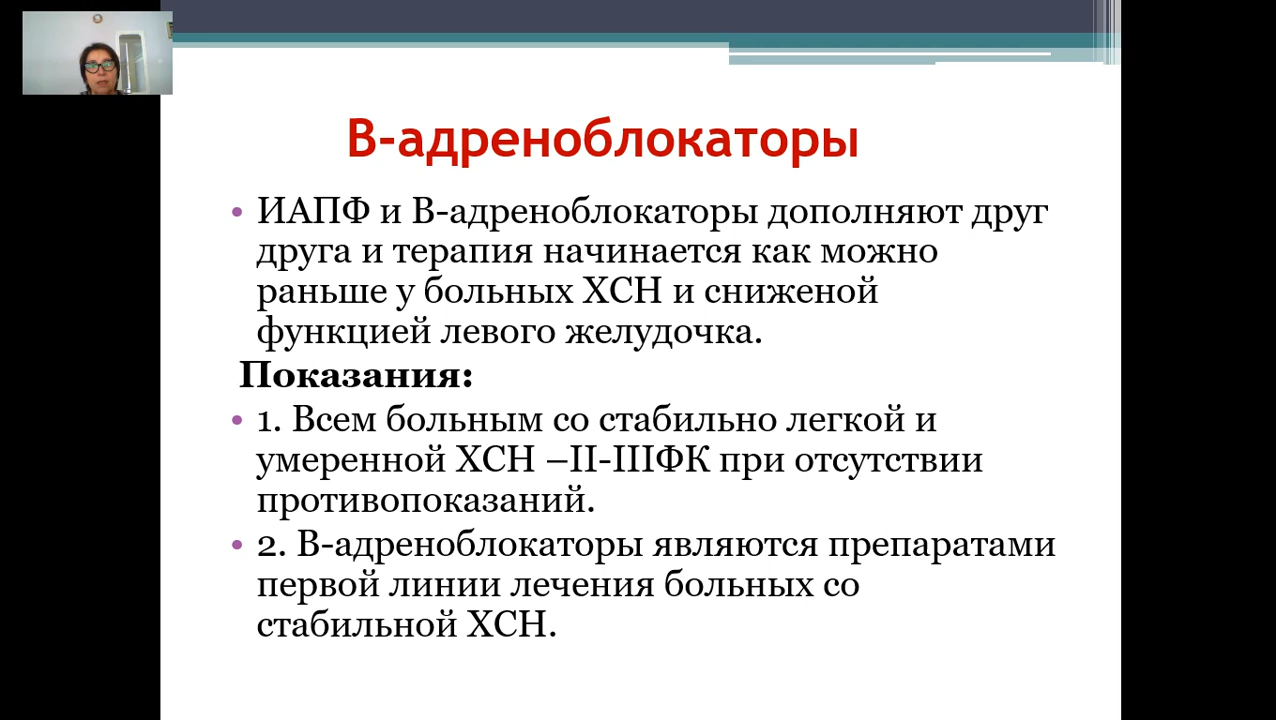 В-адреноблокаторы
• ИАПФ и В-адреноблокаторы дополняют друг
друга и терапия начинается как можно
раньше у больных ХСН и сниженой
функцией левого желудочка.
Показания:
• 1. Всем больным со стабильно легкой и
умеренной ХСН –II-IIIФК при отсутствии
противопоказаний.
• 2. В-адреноблокаторы являются препаратами
первой линии лечения больных со
стабильной ХСН.